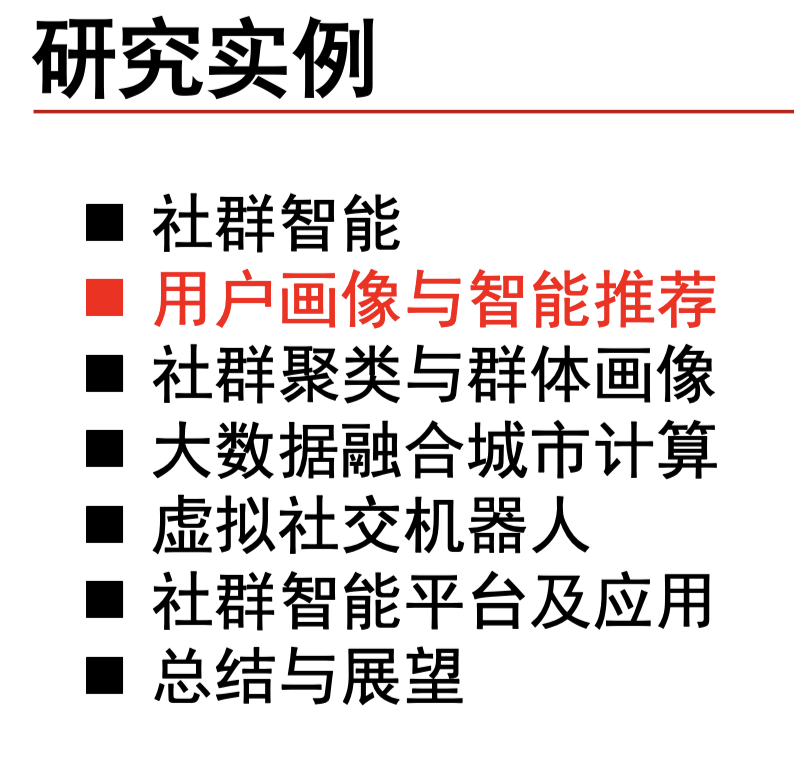 研究实例
社群智能
用户画像与智能推荐
社群聚类与群体画像
大数据融合城市计算
虚拟社交机器人
社群智能平台及应用
总结与展望